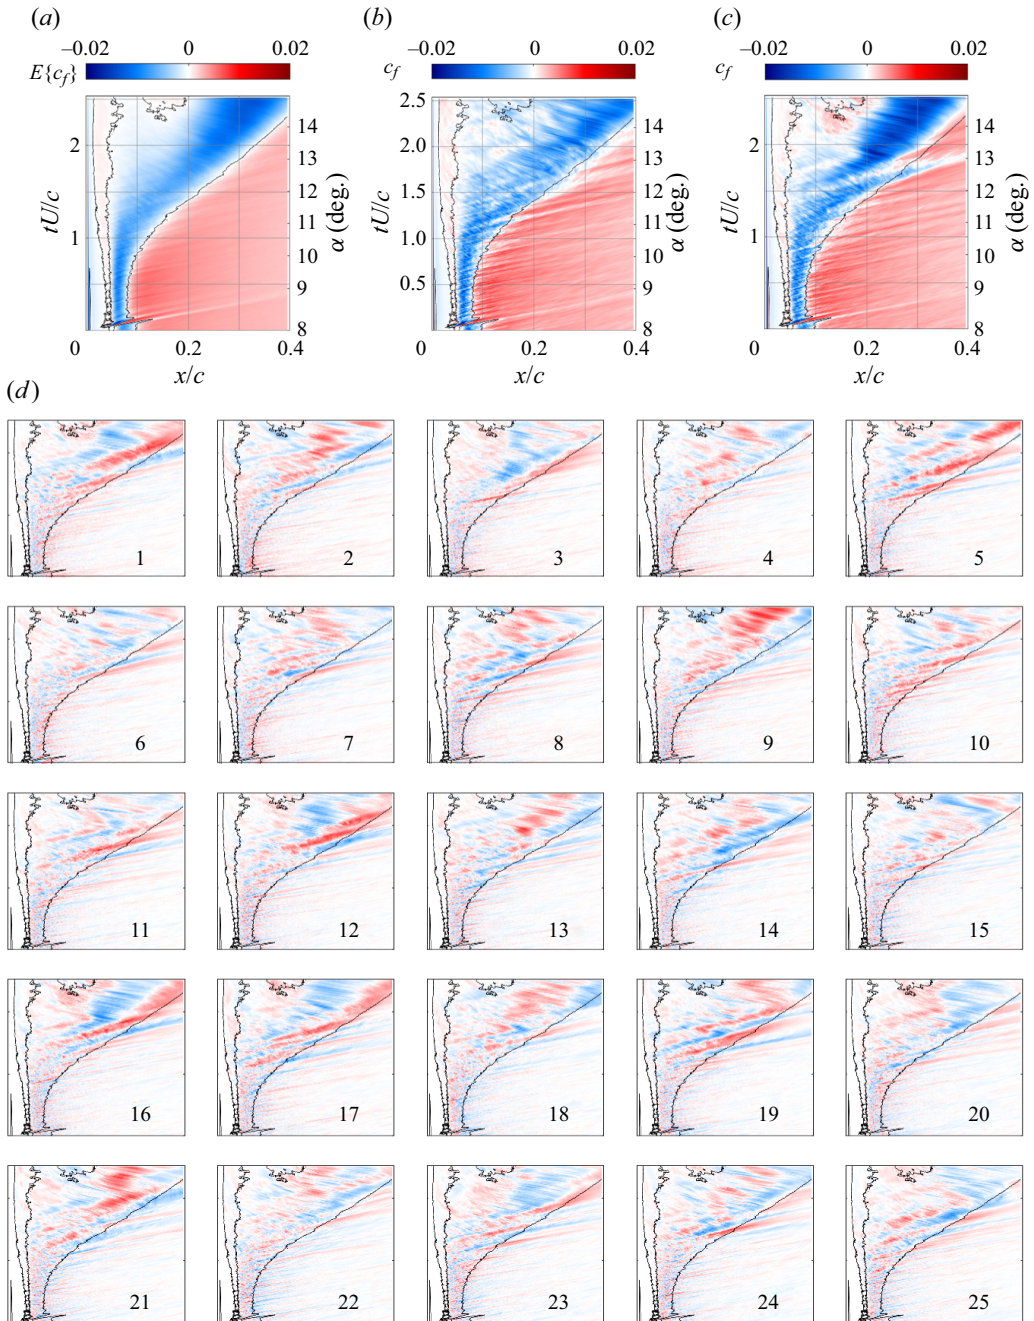 (a) (b) (c)
−0.02 0 0.02 −0.02 0 0.02 −0.02 0 0.02
E{c_f} c_f c_f
2 1 tU/c
14 13 12 11 10 9 8 α (deg.)
0 0.2 0.4
x/c
2.5 2.0 1.5 1.0 0.5 tU/c
14 13 12 11 10 9 8 α (deg.)
0 0.2 0.4
x/c
2 1 tU/c
14 13 12 11 10 9 8 α (deg.)
0 0.2 0.4
x/c
(d)
1 2 3 4 5
6 7 8 9 10
11 12 13 14 15
16 17 18 19 20
21 22 23 24 25